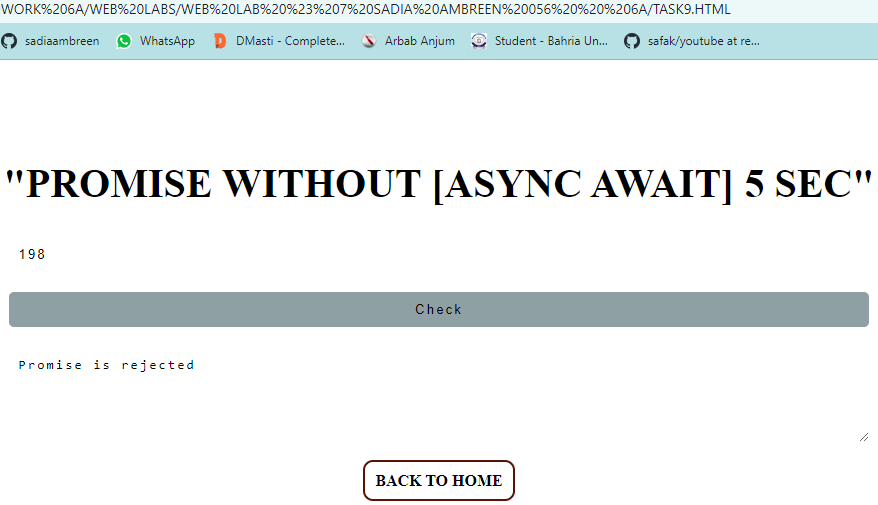 WORK%206A/WEB%20LABS/WEB%20LAB%20%23%207%20SADIA%20AMBREEN%20056%20%20%206A/TASK9.HTML
sadiaambreen WhatsApp DMasti - Complete... Arbab Anjum Student - Bahria Un... safak/youtube at re...
"PROMISE WITHOUT [ASYNC AWAIT] 5 SEC"
198
Check
Promise is rejected
BACK TO HOME